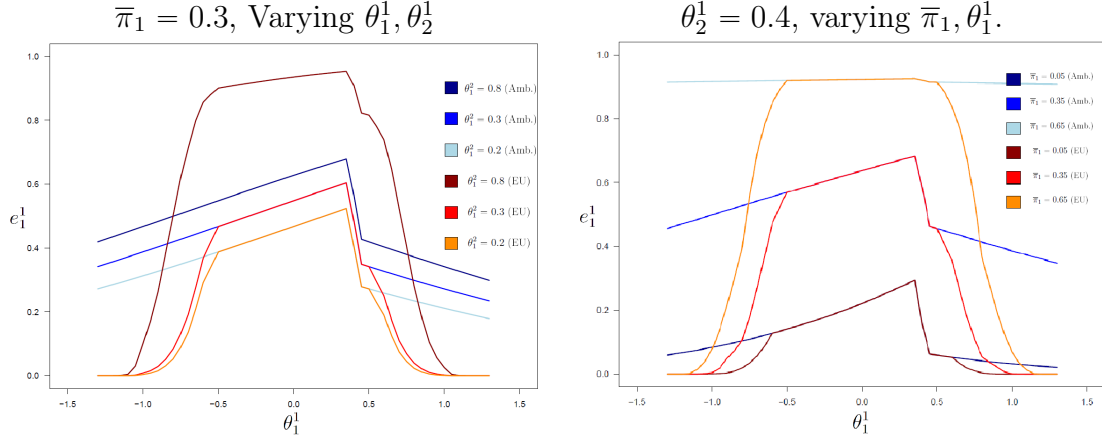 π̅₁ = 0.3, Varying θ₁¹, θ₂¹
1.0
0.8
0.6
0.4
0.2
0.0
e₁¹
θ₁² = 0.8 (Amb.)
θ₁² = 0.3 (Amb.)
θ₁² = 0.2 (Amb.)
θ₁² = 0.8 (EU)
θ₁² = 0.3 (EU)
θ₁² = 0.2 (EU)
−1.5 −1.0 −0.5 0.0 0.5 1.0 1.5
θ₁¹
θ₂¹ = 0.4, varying π̅₁, θ₁¹.
1.0
0.8
0.6
0.4
0.2
0.0
e₁¹
π̅₁ = 0.05 (Amb.)
π̅₁ = 0.35 (Amb.)
π̅₁ = 0.65 (Amb.)
π̅₁ = 0.05 (EU)
π̅₁ = 0.35 (EU)
π̅₁ = 0.65 (EU)
−1.5 −1.0 −0.5 0.0 0.5 1.0 1.5
θ₁¹